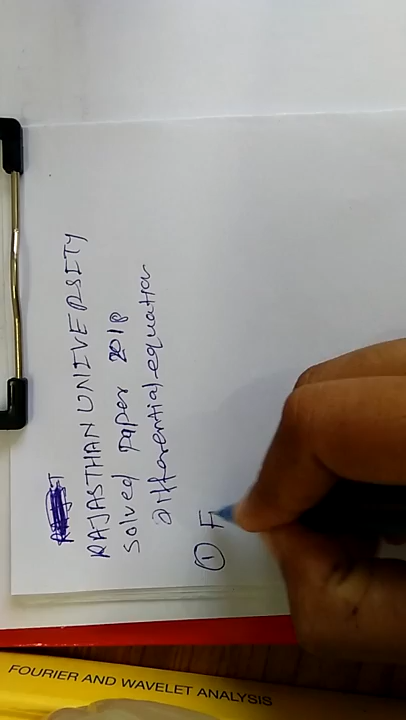 RAJASTHAN UNIVERSITY
Solved paper 2018
differential equation
① F
FOURIER AND WAVELET ANALYSIS